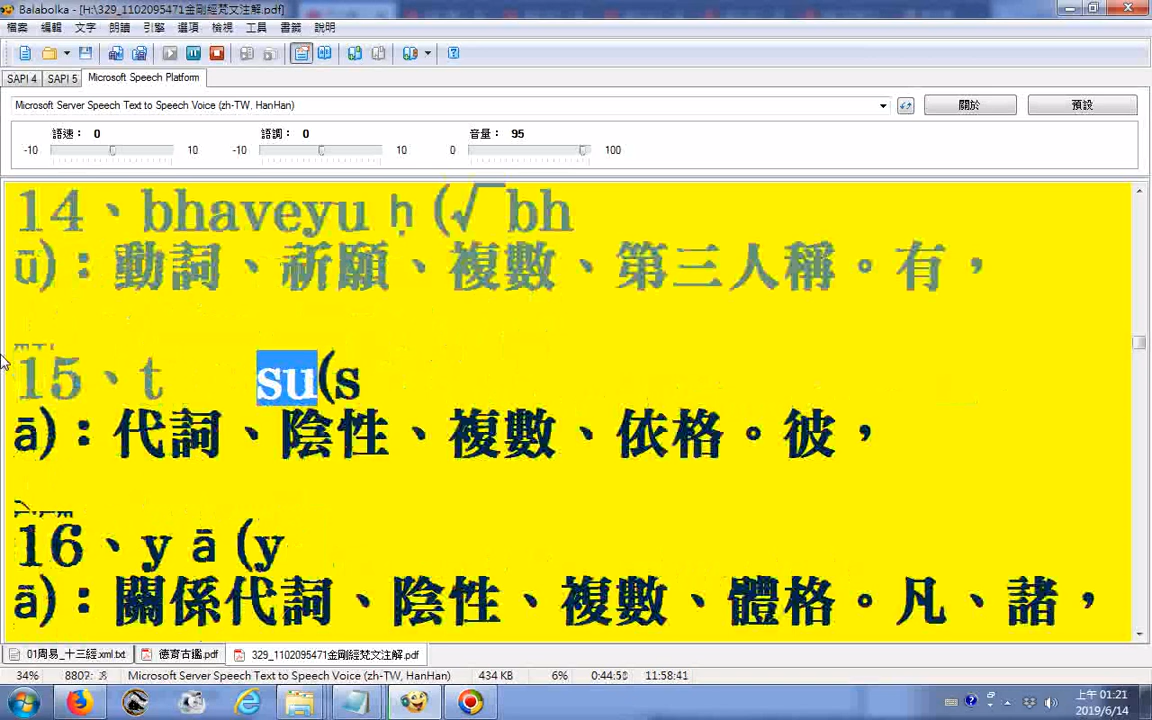 Balabolka - [H:\329_1102095471金剛經梵文注解.pdf]
檔案 編輯 文字 朗讀 引擎 選項 檢視 工具 書籤 說明
SAPI 4 SAPI 5 Microsoft Speech Platform
Microsoft Server Speech Text to Speech Voice (zh-TW, HanHan) 關於 預設
語速： 0 語調： 0 音量： 95
-10 10 -10 10 0 100
14、bhaveyu ḥ (√ bh
ū)：動詞、祈願、複數、第三人稱。有，
15、t su(s
ā)：代詞、陰性、複數、依格。彼，
16、y ā (y
ā)：關係代詞、陰性、複數、體格。凡、諸，
01周易_十三經.xml.txt 德育古鑑.pdf 329_1102095471金剛經梵文注解.pdf
34% Microsoft Server Speech Text to Speech Voice (zh-TW, HanHan) 434 KB 6% 11:58:41
上午 01:21
2019/6/14